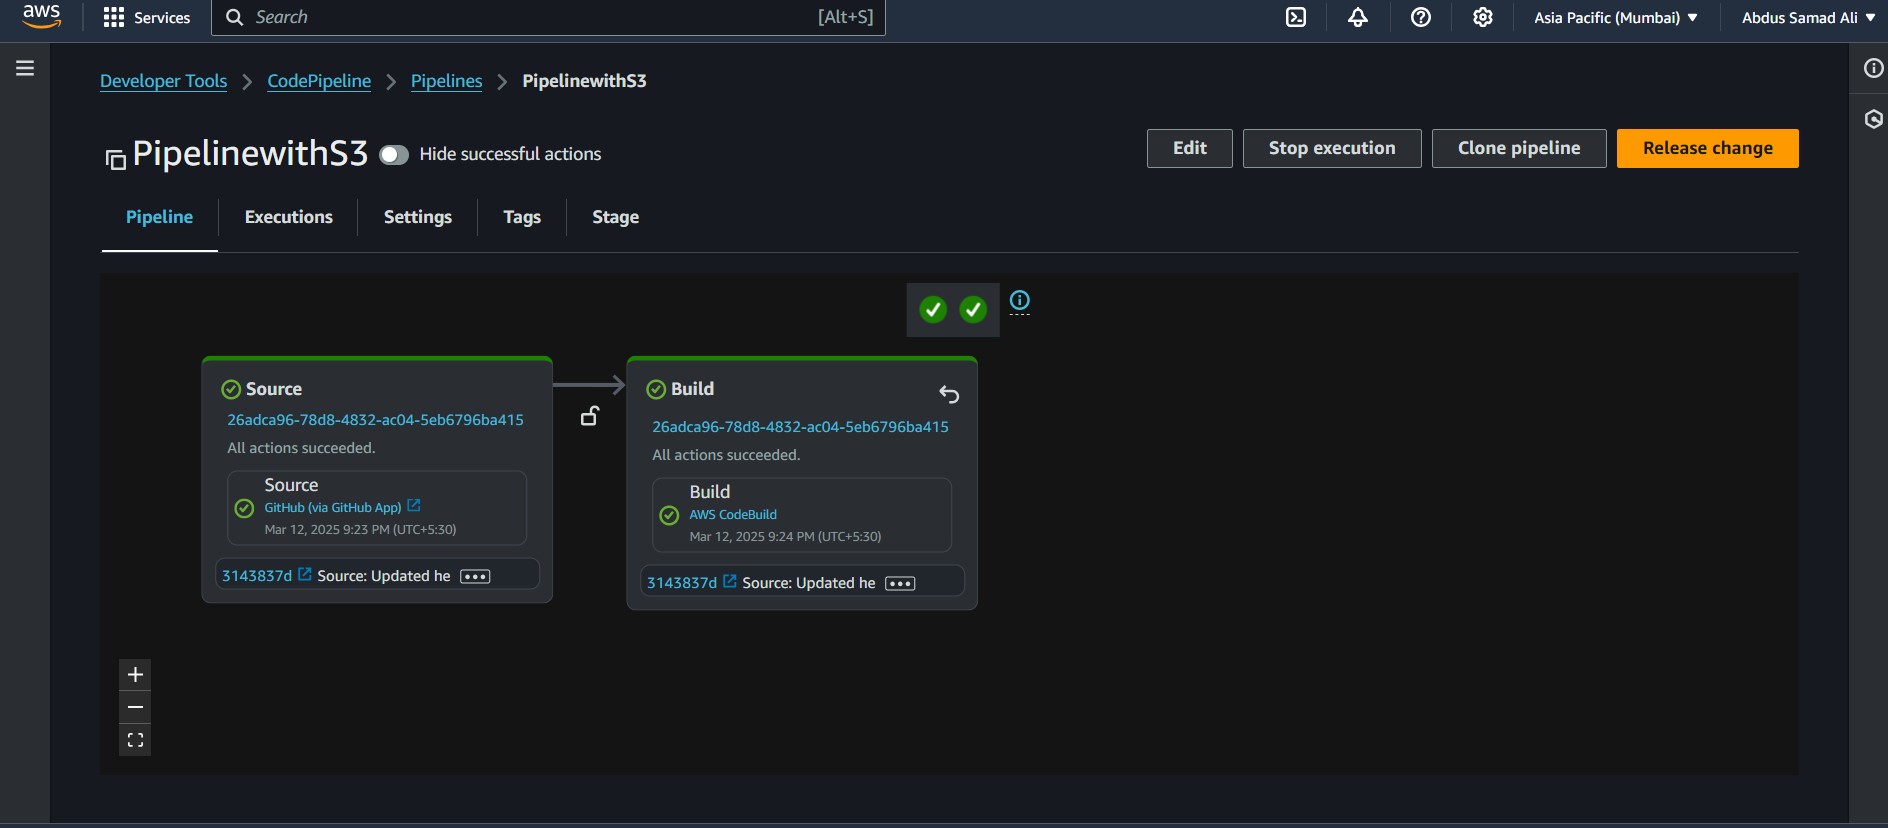 aws
Services
Search [Alt+S]
Asia Pacific (Mumbai)
Abdus Samad Ali
Developer Tools
CodePipeline
Pipelines
PipelinewithS3
PipelinewithS3
Hide successful actions
Edit
Stop execution
Clone pipeline
Release change
Pipeline
Executions
Settings
Tags
Stage
Source
26adca96-78d8-4832-ac04-5eb6796ba415
All actions succeeded.
Source
GitHub (via GitHub App)
Mar 12, 2025 9:23 PM (UTC+5:30)
3143837d Source: Updated he
Build
26adca96-78d8-4832-ac04-5eb6796ba415
All actions succeeded.
Build
AWS CodeBuild
Mar 12, 2025 9:24 PM (UTC+5:30)
3143837d Source: Updated he